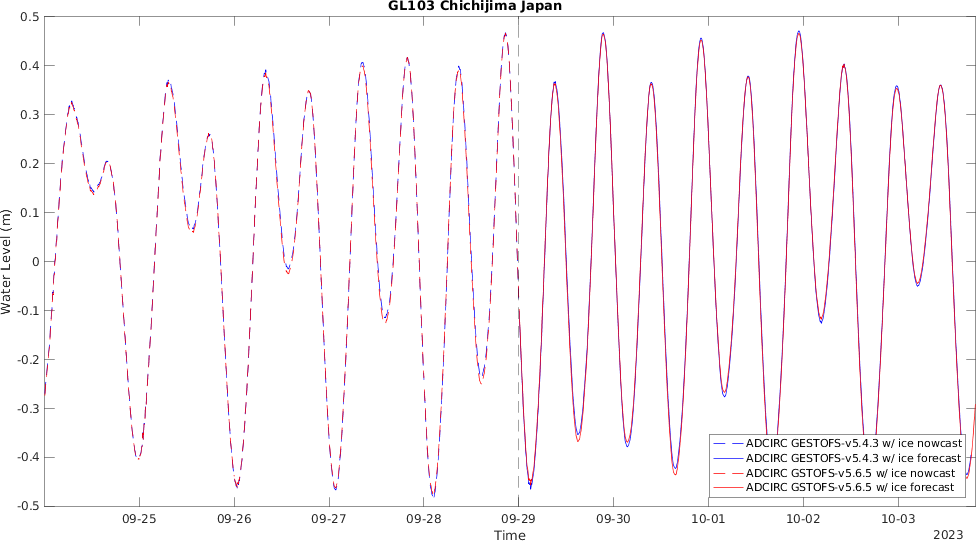 GL103 Chichijima Japan
0.5
0.4
0.3
0.2
0.1
0
-0.1
-0.2
-0.3
-0.4
-0.5
Water Level (m)
ADCIRC GESTOFS-v5.4.3 w/ ice nowcast
ADCIRC GESTOFS-v5.4.3 w/ ice forecast
ADCIRC GSTOFS-v5.6.5 w/ ice nowcast
ADCIRC GSTOFS-v5.6.5 w/ ice forecast
09-25 09-26 09-27 09-28 09-29 09-30 10-01 10-02 10-03
Time
2023